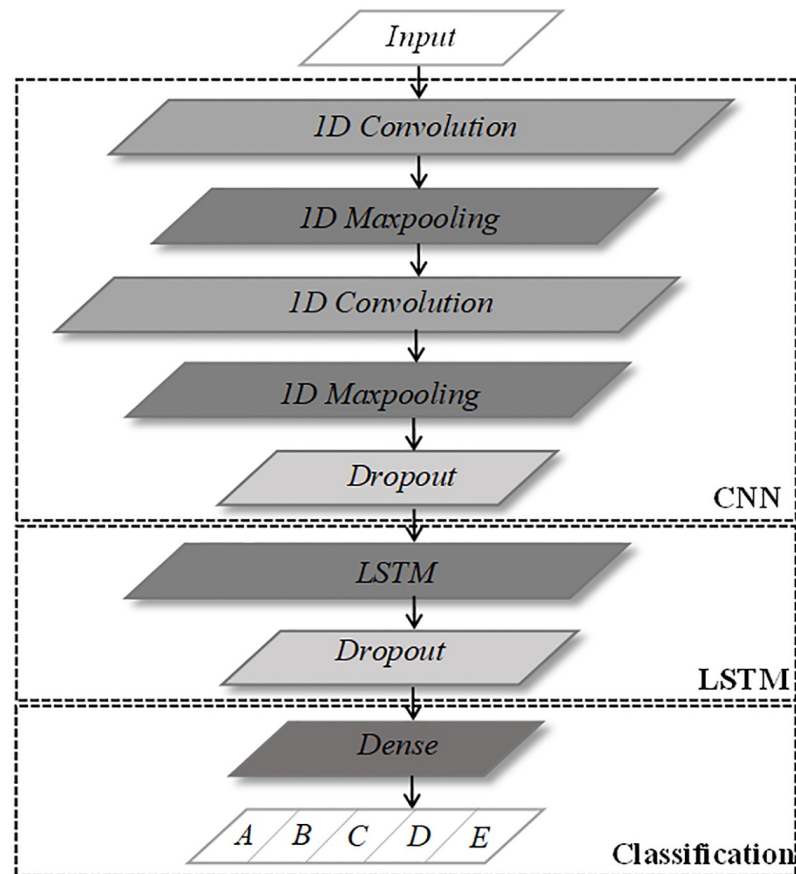 Input
1D Convolution
1D Maxpooling
1D Convolution
1D Maxpooling
Dropout
CNN
LSTM
Dropout
LSTM
Dense
A B C D E
Classification